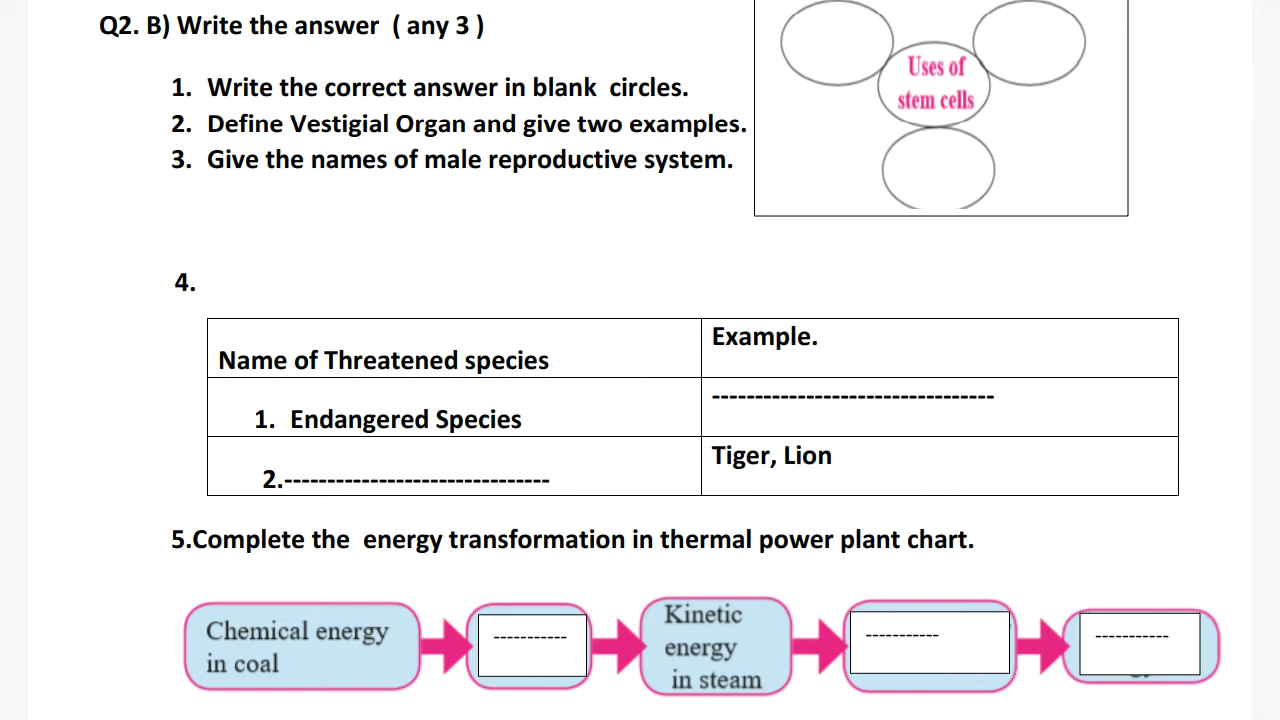 Q2. B) Write the answer ( any 3 )
Uses of
stem cells
1. Write the correct answer in blank circles.
2. Define Vestigial Organ and give two examples.
3. Give the names of male reproductive system.
4.
Name of Threatened species
Example.
1. Endangered Species
---------------------------------
2.-------------------------------
Tiger, Lion
5.Complete the energy transformation in thermal power plant chart.
Chemical energy
in coal
-----------
Kinetic
energy
in steam
-----------
-----------